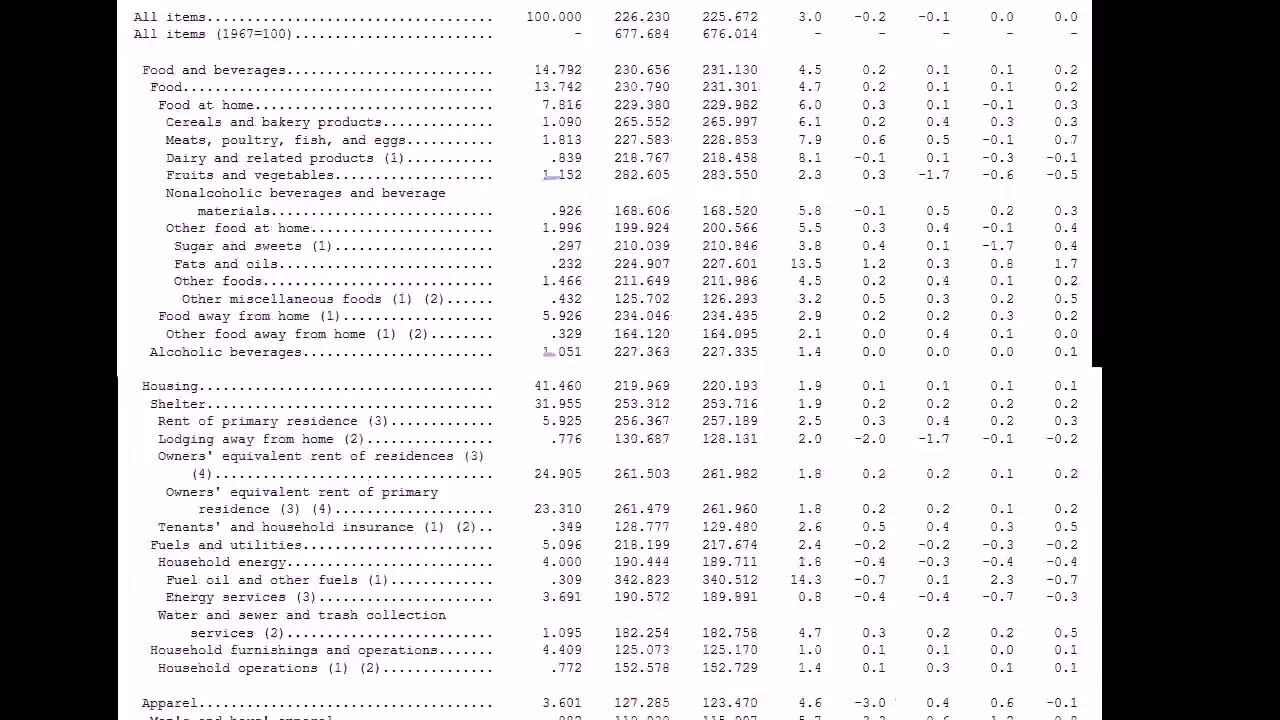 All items................................... 100.000 226.230 225.672 3.0 -0.2 -0.1 0.0 0.0
All items (1967=100)........................ - 677.684 676.014 - - - - -
Food and beverages......................... 14.792 230.656 231.130 4.5 0.2 0.1 0.1 0.2
Food...................................... 13.742 230.790 231.301 4.7 0.2 0.1 0.1 0.2
Food at home............................. 7.816 229.380 229.982 6.0 0.3 0.1 -0.1 0.3
Cereals and bakery products............. 1.090 265.552 265.997 6.1 0.2 0.4 0.3 0.3
Meats, poultry, fish, and eggs.......... 1.813 227.583 228.853 7.9 0.6 0.5 -0.1 0.7
Dairy and related products (1).......... .839 218.767 218.458 8.1 -0.1 0.1 -0.3 -0.1
Fruits and vegetables................... 1.152 282.605 283.550 2.3 0.3 -1.7 -0.6 -0.5
Nonalcoholic beverages and beverage
materials........................... .926 168.606 168.520 5.8 -0.1 0.5 0.2 0.3
Other food at home...................... 1.996 199.924 200.566 5.5 0.3 0.4 -0.1 0.4
Sugar and sweets (1)................... .297 210.039 210.846 3.8 0.4 0.1 -1.7 0.4
Fats and oils.......................... .232 224.907 227.601 13.5 1.2 0.3 0.8 1.7
Other foods............................ 1.466 211.649 211.986 4.5 0.2 0.4 0.1 0.2
Other miscellaneous foods (1) (2)..... .432 125.702 126.293 3.2 0.5 0.3 0.2 0.5
Food away from home (1).................. 5.926 234.046 234.435 2.9 0.2 0.2 0.3 0.2
Other food away from home (1) (2)....... .329 164.120 164.095 2.1 0.0 0.4 0.1 0.0
Alcoholic beverages....................... 1.051 227.363 227.335 1.4 0.0 0.0 0.0 0.1
Housing.................................... 41.460 219.969 220.193 1.9 0.1 0.1 0.1 0.1
Shelter................................... 31.955 253.312 253.716 1.9 0.2 0.2 0.2 0.2
Rent of primary residence (3)............ 5.925 256.367 257.189 2.5 0.3 0.4 0.2 0.3
Lodging away from home (2)............... .776 130.687 128.131 2.0 -2.0 -1.7 -0.1 -0.2
Owners' equivalent rent of residences (3)
(4).................................. 24.905 261.503 261.982 1.8 0.2 0.2 0.1 0.2
Owners' equivalent rent of primary
residence (3) (4)................... 23.310 261.479 261.960 1.8 0.2 0.2 0.1 0.2
Tenants' and household insurance (1) (2).. .349 128.777 129.480 2.6 0.5 0.4 0.3 0.5
Fuels and utilities....................... 5.096 218.199 217.674 2.4 -0.2 -0.2 -0.3 -0.2
Household energy......................... 4.000 190.444 189.711 1.8 -0.4 -0.3 -0.4 -0.4
Fuel oil and other fuels (1)............ .309 342.823 340.512 14.3 -0.7 0.1 2.3 -0.7
Energy services (3)..................... 3.691 190.572 189.891 0.8 -0.4 -0.4 -0.7 -0.3
Water and sewer and trash collection
services (2)......................... 1.095 182.254 182.758 4.7 0.3 0.2 0.2 0.5
Household furnishings and operations...... 4.409 125.073 125.170 1.0 0.1 0.1 0.0 0.1
Household operations (1) (2)............. .772 152.578 152.729 1.4 0.1 0.3 0.1 0.1
Apparel.................................... 3.601 127.285 123.470 4.6 -3.0 0.4 0.6 -0.1